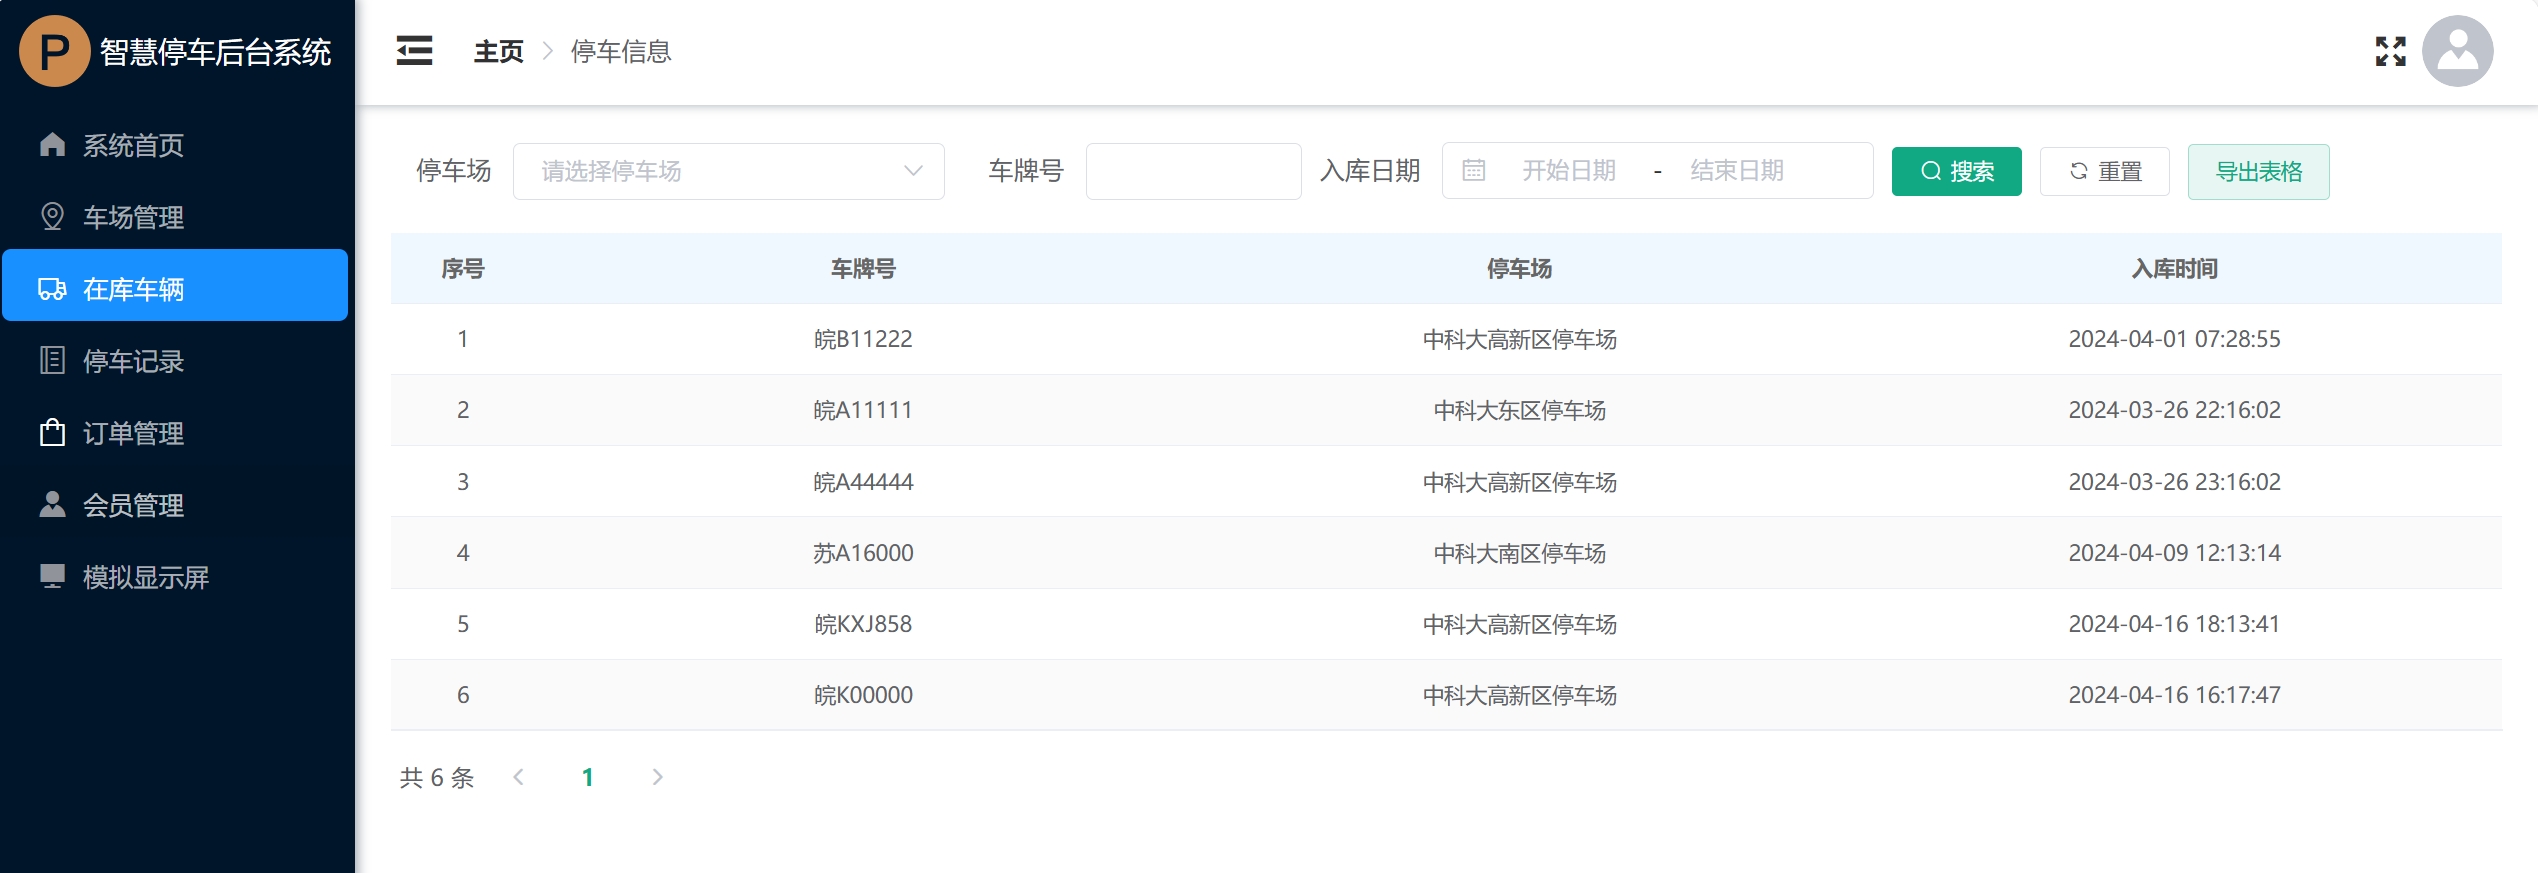 P 智慧停车后台系统
系统首页
车场管理
在库车辆
停车记录
订单管理
会员管理
模拟显示屏
主页 > 停车信息
停车场 请选择停车场 车牌号 入库日期 开始日期 - 结束日期 搜索 重置 导出表格
序号 车牌号 停车场 入库时间
1 皖B11222 中科大高新区停车场 2024-04-01 07:28:55
2 皖A11111 中科大东区停车场 2024-03-26 22:16:02
3 皖A44444 中科大高新区停车场 2024-03-26 23:16:02
4 苏A16000 中科大南区停车场 2024-04-09 12:13:14
5 皖KXJ858 中科大高新区停车场 2024-04-16 18:13:41
6 皖K00000 中科大高新区停车场 2024-04-16 16:17:47
共 6 条 < 1 >